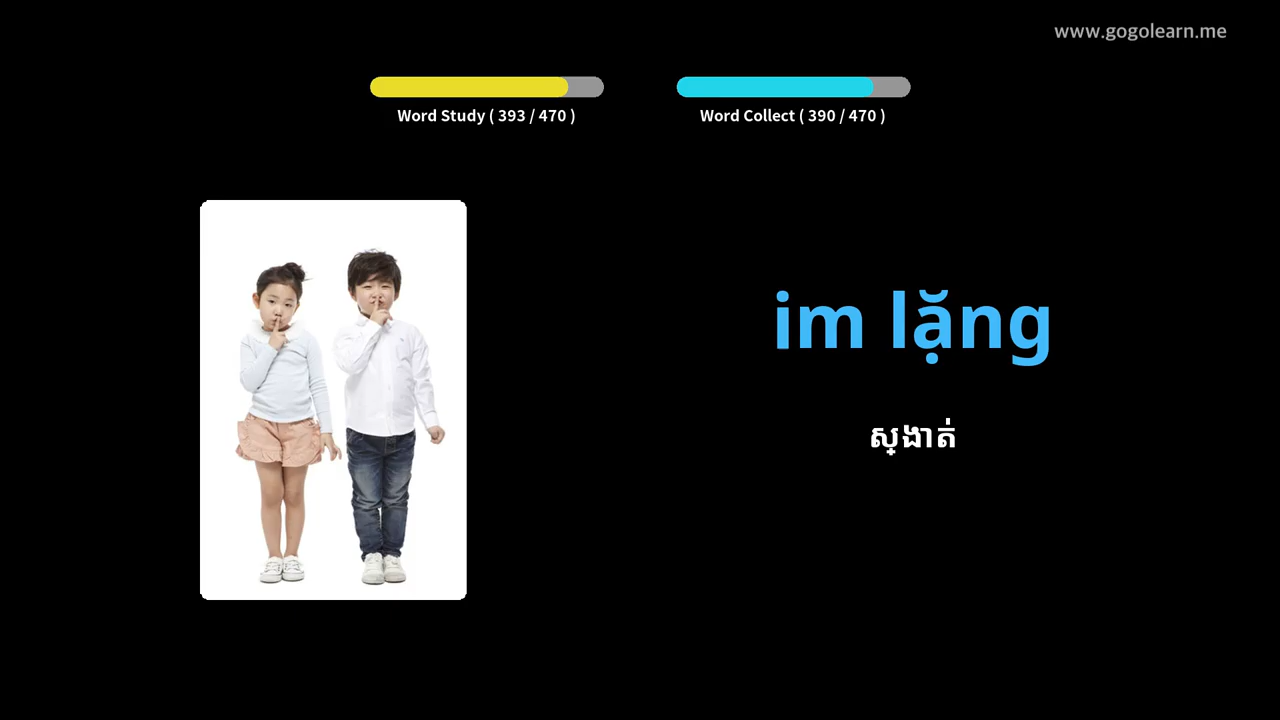 www.gogolearn.me
Word Study ( 393 / 470 )
Word Collect ( 390 / 470 )
im lặng
ស្ងាត់